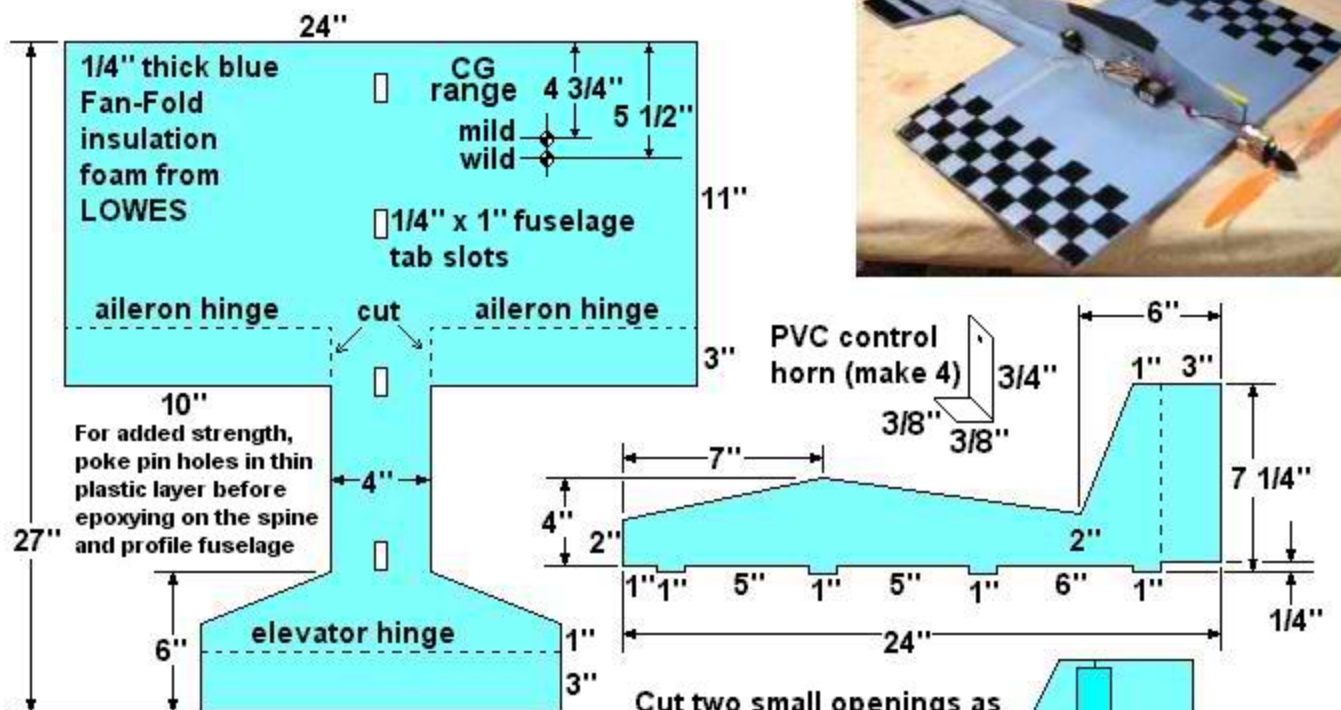 24"
1/4" thick blue
Fan-Fold
insulation
foam from
LOWES
CG
range
4 3/4"
5 1/2"
mild
wild
11"
1/4" x 1" fuselage
tab slots
aileron hinge
cut
aileron hinge
3"
10"
For added strength,
poke pin holes in thin
plastic layer before
epoxying on the spine
and profile fuselage
4"
27"
6"
elevator hinge
1"
3"
PVC control
horn (make 4)
3/4"
3/8"
3/8"
6"
1" 3"
7"
4"
2"
2"
7 1/4"
1" 1" 5" 1" 5" 1" 6" 1"
1/4"
24"
Cut two small openings as